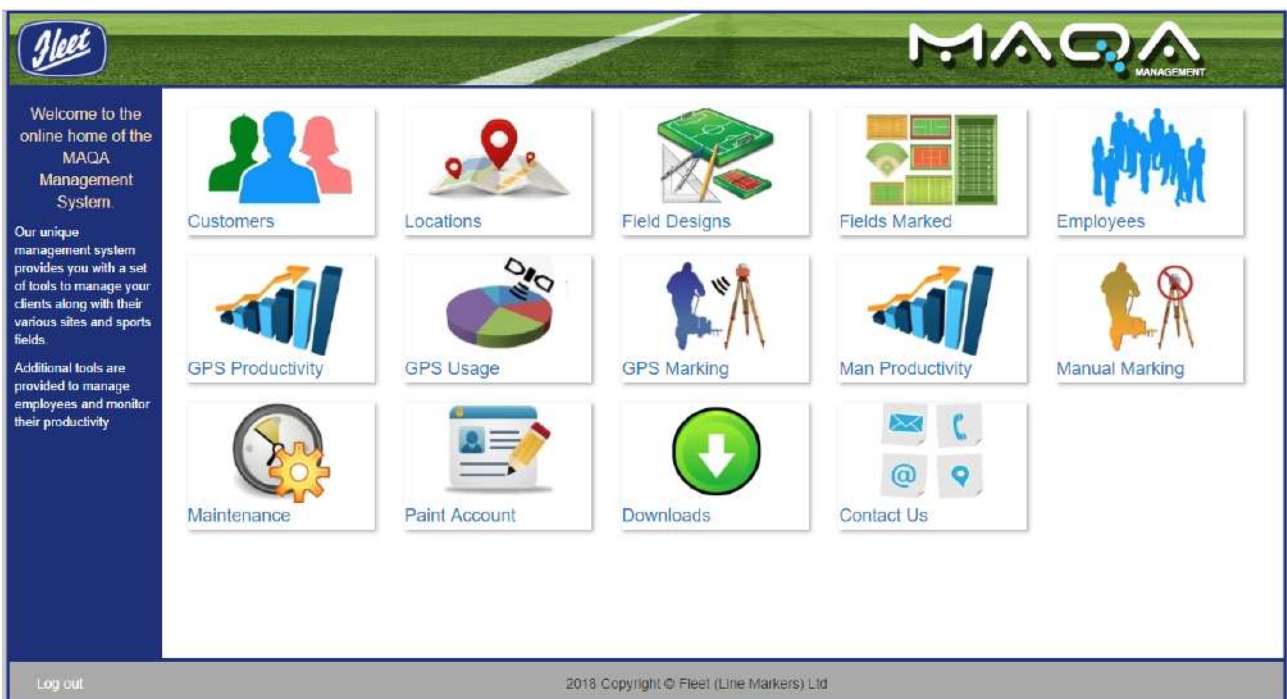 Fleet
MAQA
MANAGEMENT
Welcome to the
online home of the
MAQA
Management
System.
Our unique
management system
provides you with a set
of tools to manage your
clients along with their
various sites and sports
fields.
Additional tools are
provided to manage
employees and monitor
their productivity
Customers
Locations
Field Designs
Fields Marked
Employees
GPS Productivity
GPS Usage
GPS Marking
Man Productivity
Manual Marking
Maintenance
Paint Account
Downloads
@
Contact Us
Log out
2018 Copyright © Fleet (Line Markers) Ltd